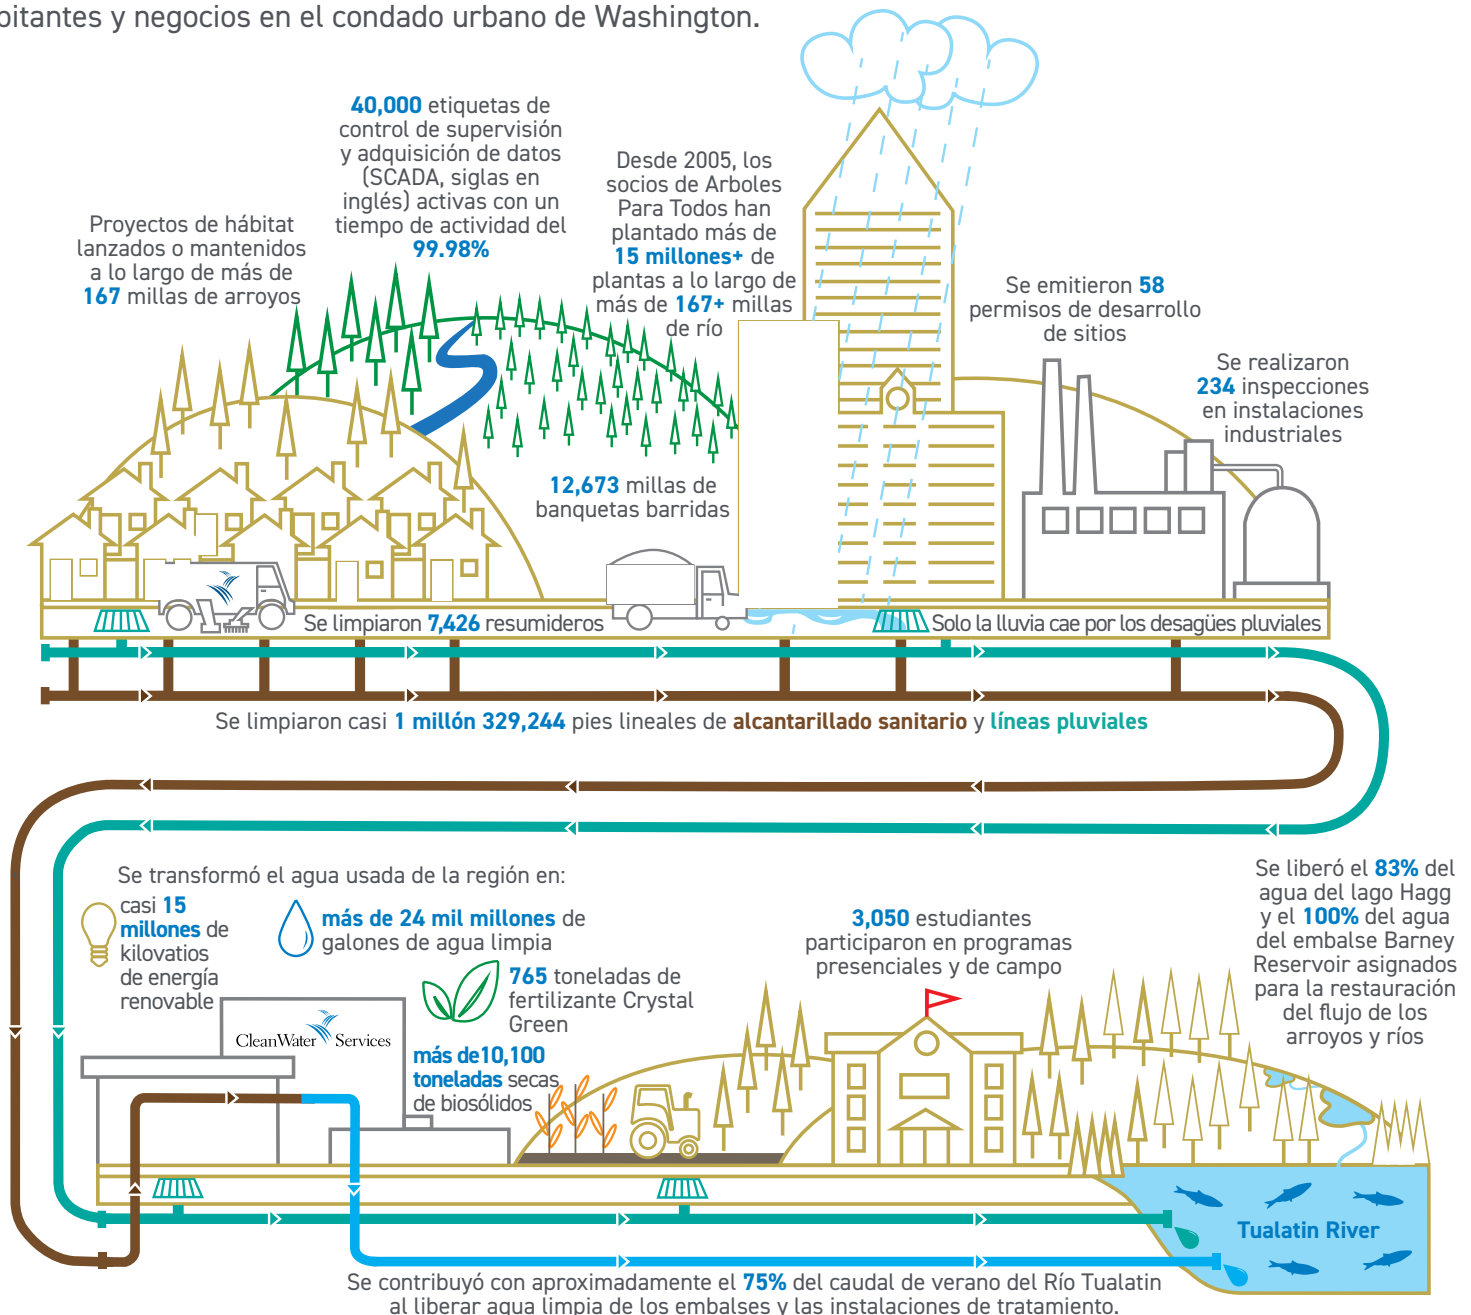 habitantes y negocios en el condado urbano de Washington.
40,000 etiquetas de
control de supervisión
y adquisición de datos
(SCADA, siglas en
inglés) activas con un
tiempo de actividad del
99.98%
Desde 2005, los
socios de Arboles
Para Todos han
plantado más de
15 millones+ de
plantas a lo largo de
más de 167+ millas
de río
Proyectos de hábitat
lanzados o mantenidos
a lo largo de más de
167 millas de arroyos
Se emitieron 58
permisos de desarrollo
de sitios
Se realizaron
234 inspecciones
en instalaciones
industriales
12,673 millas de
banquetas barridas
Se limpiaron 7,426 resumideros
Solo la lluvia cae por los desagües pluviales
Se limpiaron casi 1 millón 329,244 pies lineales de alcantarillado sanitario y líneas pluviales
Se transformó el agua usada de la región en:
casi 15
millones de
kilovatios
de energía
renovable
más de 24 mil millones de
galones de agua limpia
765 toneladas de
fertilizante Crystal
Green
más de10,100
toneladas secas
de biosólidos
CleanWater Services
3,050 estudiantes
participaron en programas
presenciales y de campo
Se liberó el 83% del
agua del lago Hagg
y el 100% del agua
del embalse Barney
Reservoir asignados
para la restauración
del flujo de los
arroyos y ríos
Tualatin River
Se contribuyó con aproximadamente el 75% del caudal de verano del Río Tualatin
al liberar agua limpia de los embalses y las instalaciones de tratamiento.